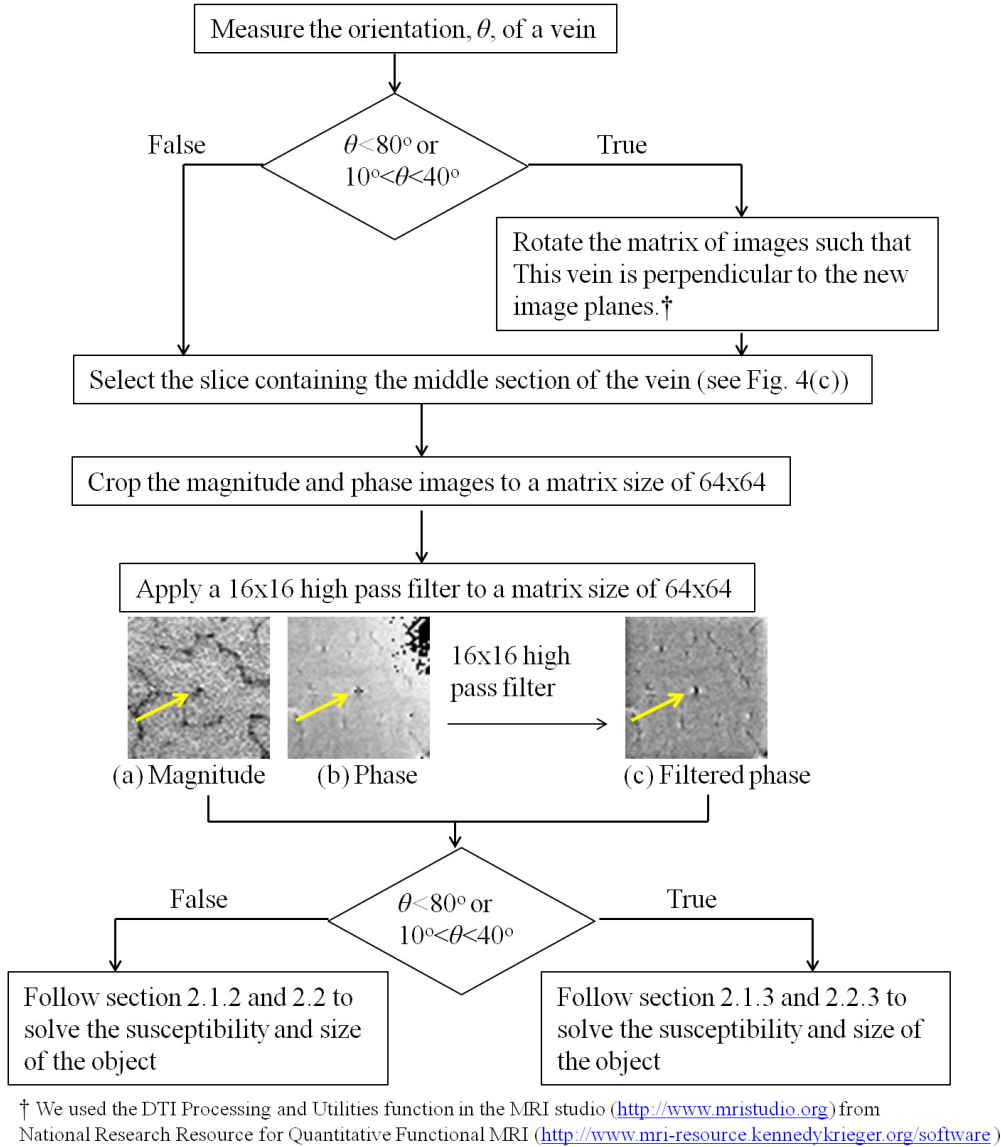 Measure the orientation, θ, of a vein
False
θ<80° or
10°<θ<40°
True
Rotate the matrix of images such that
This vein is perpendicular to the new
image planes.†
Select the slice containing the middle section of the vein (see Fig. 4(c))
Crop the magnitude and phase images to a matrix size of 64x64
Apply a 16x16 high pass filter to a matrix size of 64x64
16x16 high
pass filter
(a) Magnitude
(b) Phase
(c) Filtered phase
False
θ<80° or
10°<θ<40°
True
Follow section 2.1.2 and 2.2 to
solve the susceptibility and size
of the object
Follow section 2.1.3 and 2.2.3 to
solve the susceptibility and size of
the object
† We used the DTI Processing and Utilities function in the MRI studio (http://www.mristudio.org) from
National Research Resource for Quantitative Functional MRI (http://www.mri-resource.kennedykrieger.org/software)